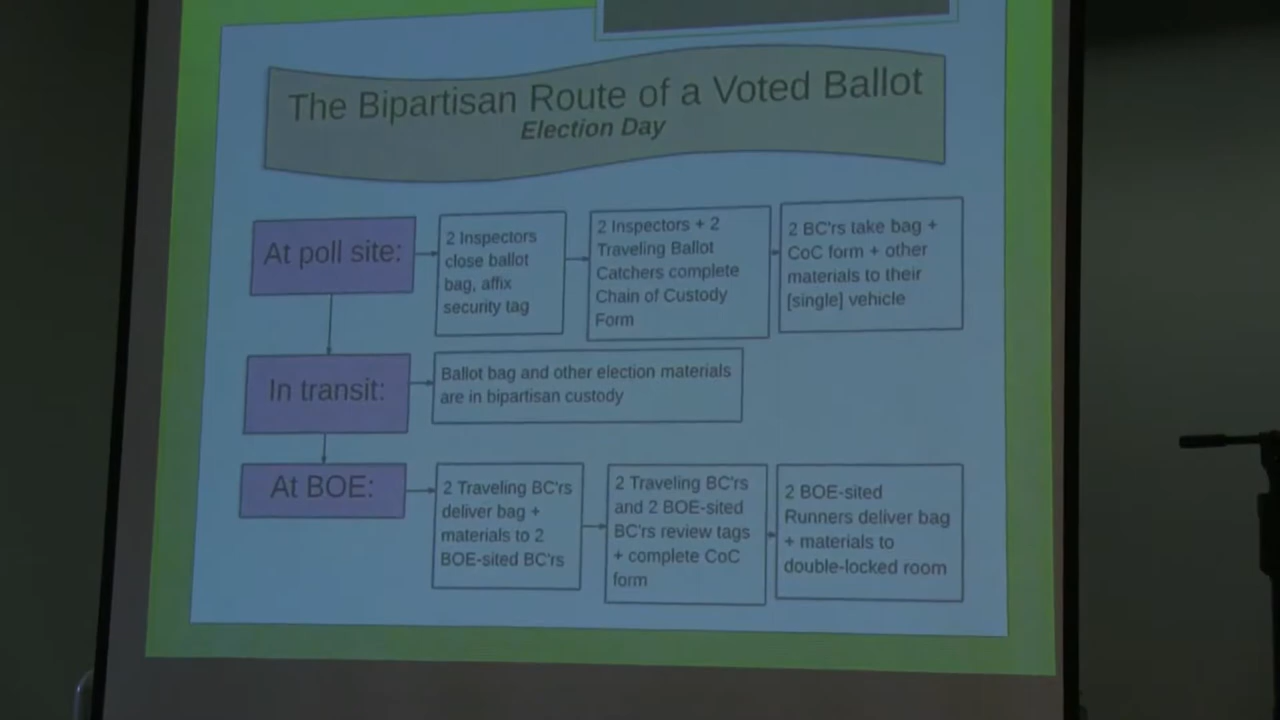 The Bipartisan Route of a Voted Ballot
Election Day
At poll site:
2 Inspectors
close ballot
bag, affix
security tag
2 Inspectors + 2
Traveling Ballot
Catchers complete
Chain of Custody
Form
2 BC'rs take bag +
CoC form + other
materials to their
[single] vehicle
In transit:
Ballot bag and other election materials
are in bipartisan custody
At BOE:
2 Traveling BC'rs
deliver bag +
materials to 2
BOE-sited BC'rs
2 Traveling BC'rs
and 2 BOE-sited
BC'rs review tags
+ complete CoC
form
2 BOE-sited
Runners deliver bag
+ materials to
double-locked room